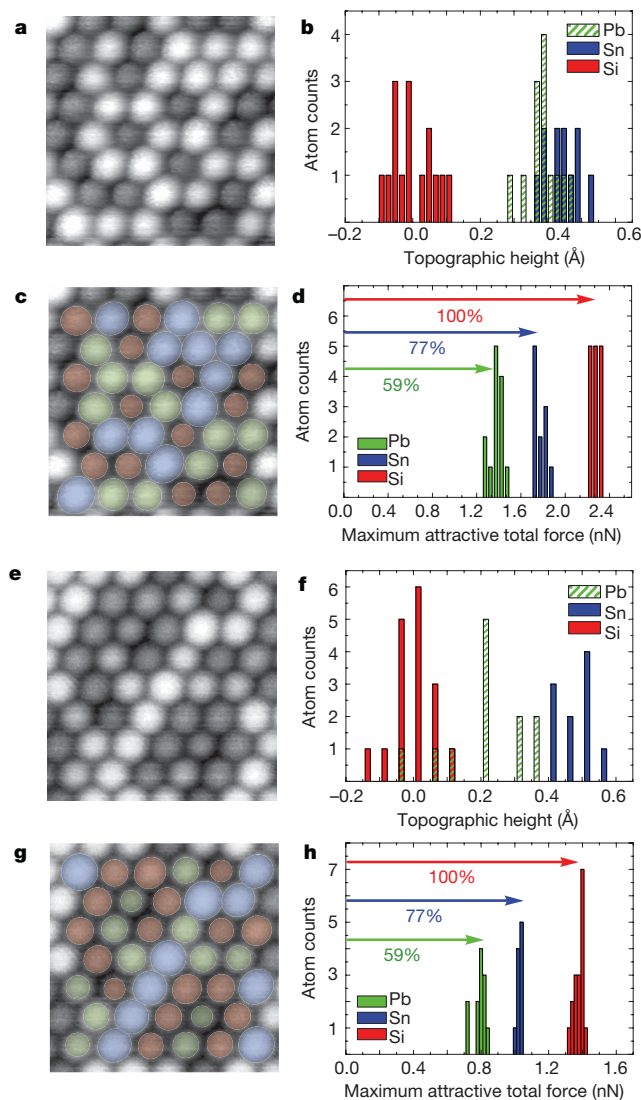 a
b
Pb
Sn
Si
4
3
2
1
Atom counts
−0.2
0.0
0.2
0.4
0.6
Topographic height (Å)
c
d
7
6
5
4
3
2
1
Atom counts
100%
77%
59%
Pb
Sn
Si
0.0
0.4
0.8
1.2
1.6
2.0
2.4
Maximum attractive total force (nN)
e
f
Pb
Sn
Si
6
5
4
3
2
1
Atom counts
−0.2
0.0
0.2
0.4
0.6
Topographic height (Å)
g
h
7
5
3
1
Atom counts
100%
77%
59%
Pb
Sn
Si
0.0
0.4
0.8
1.2
1.6
Maximum attractive total force (nN)